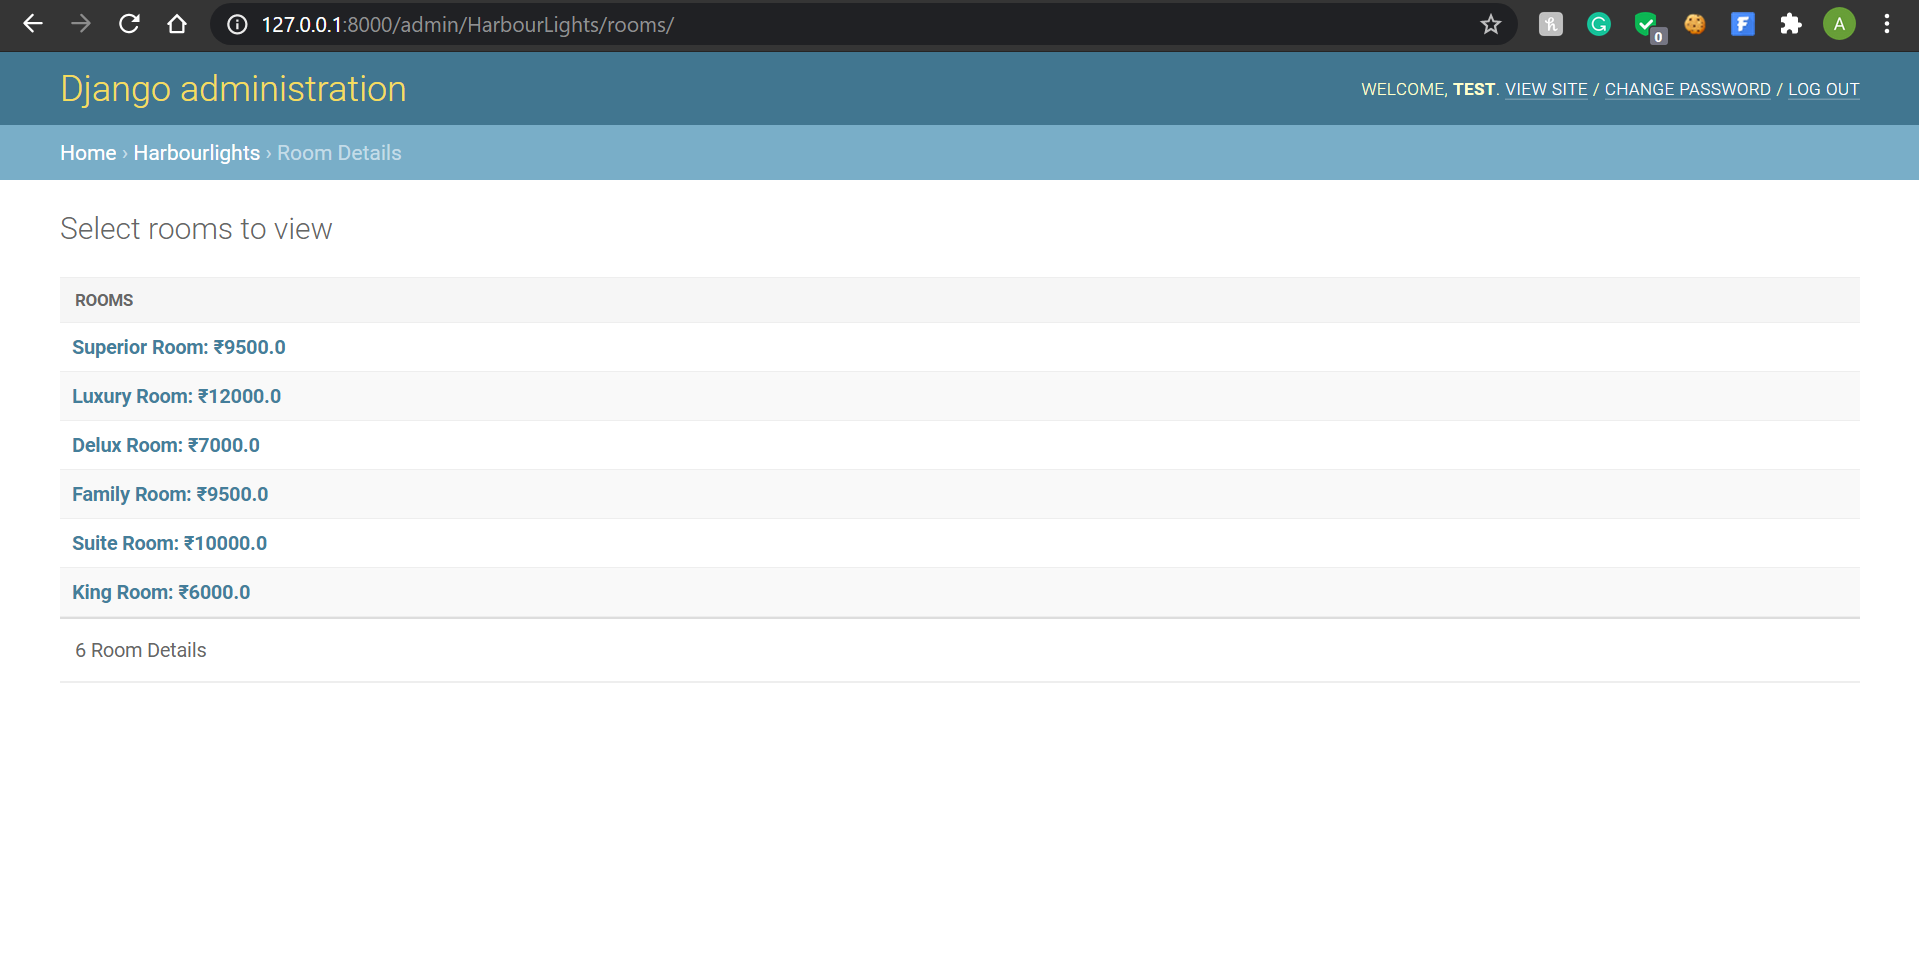 127.0.0.1:8000/admin/HarbourLights/rooms/
0
A
Django administration
WELCOME, TEST. VIEW SITE / CHANGE PASSWORD / LOG OUT
Home › Harbourlights › Room Details
Select rooms to view
ROOMS
Superior Room: ₹9500.0
Luxury Room: ₹12000.0
Delux Room: ₹7000.0
Family Room: ₹9500.0
Suite Room: ₹10000.0
King Room: ₹6000.0
6 Room Details